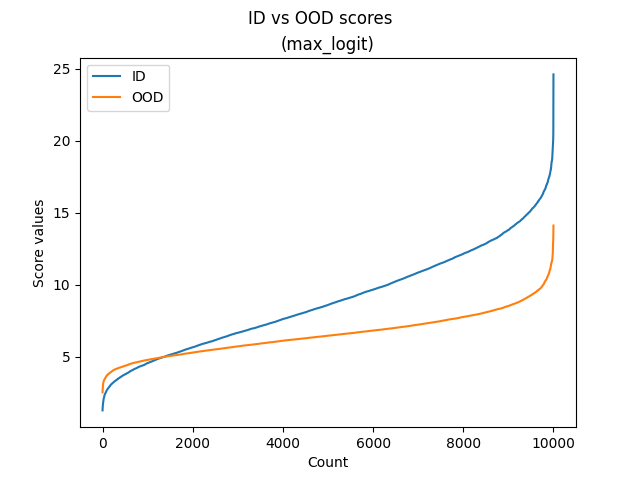 ID vs OOD scores
(max_logit)
ID
OOD
25
20
15
10
5
Score values
0 2000 4000 6000 8000 10000
Count